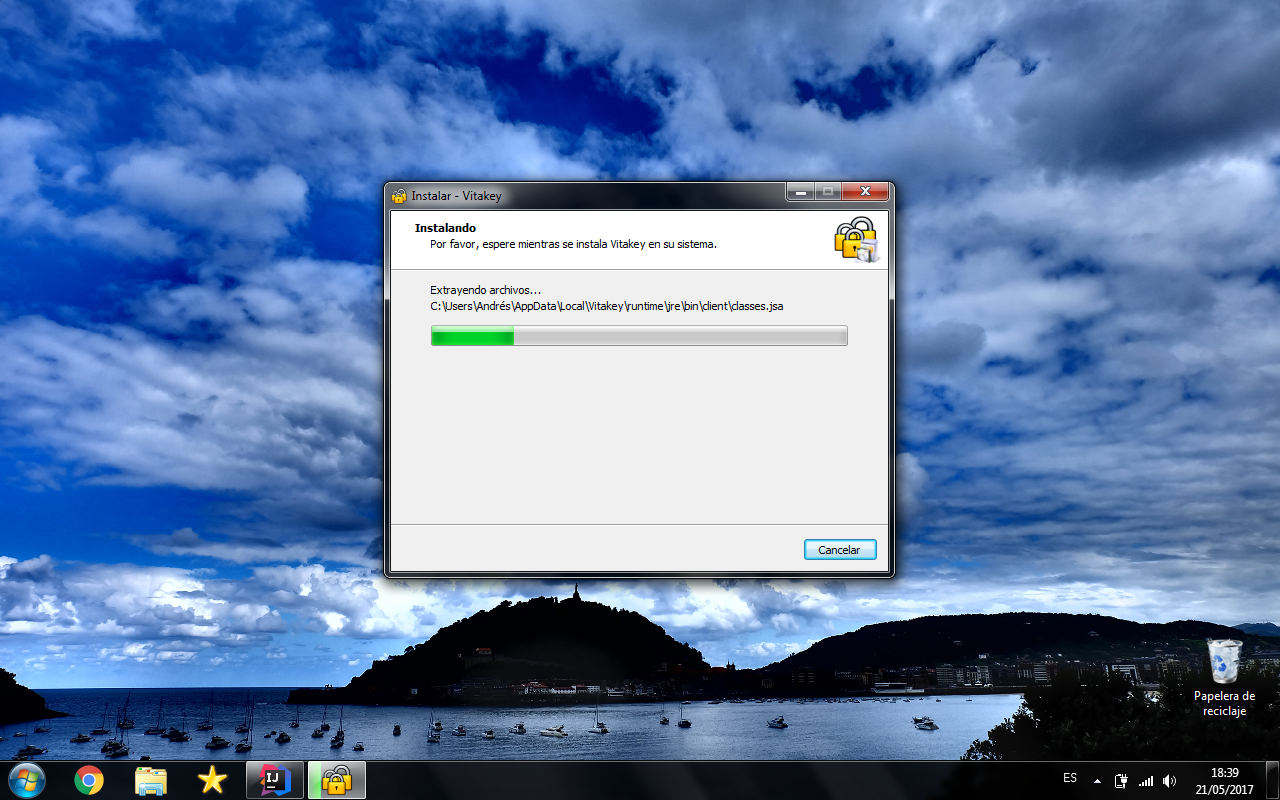 Instalar - Vitakey
Instalando
Por favor, espere mientras se instala Vitakey en su sistema.
Extrayendo archivos...
C:\Users\Andrés\AppData\Local\Vitakey\runtime\jre\bin\client\classes.jsa
Cancelar
Papelera de
reciclaje
IJ
ES
18:39
21/05/2017